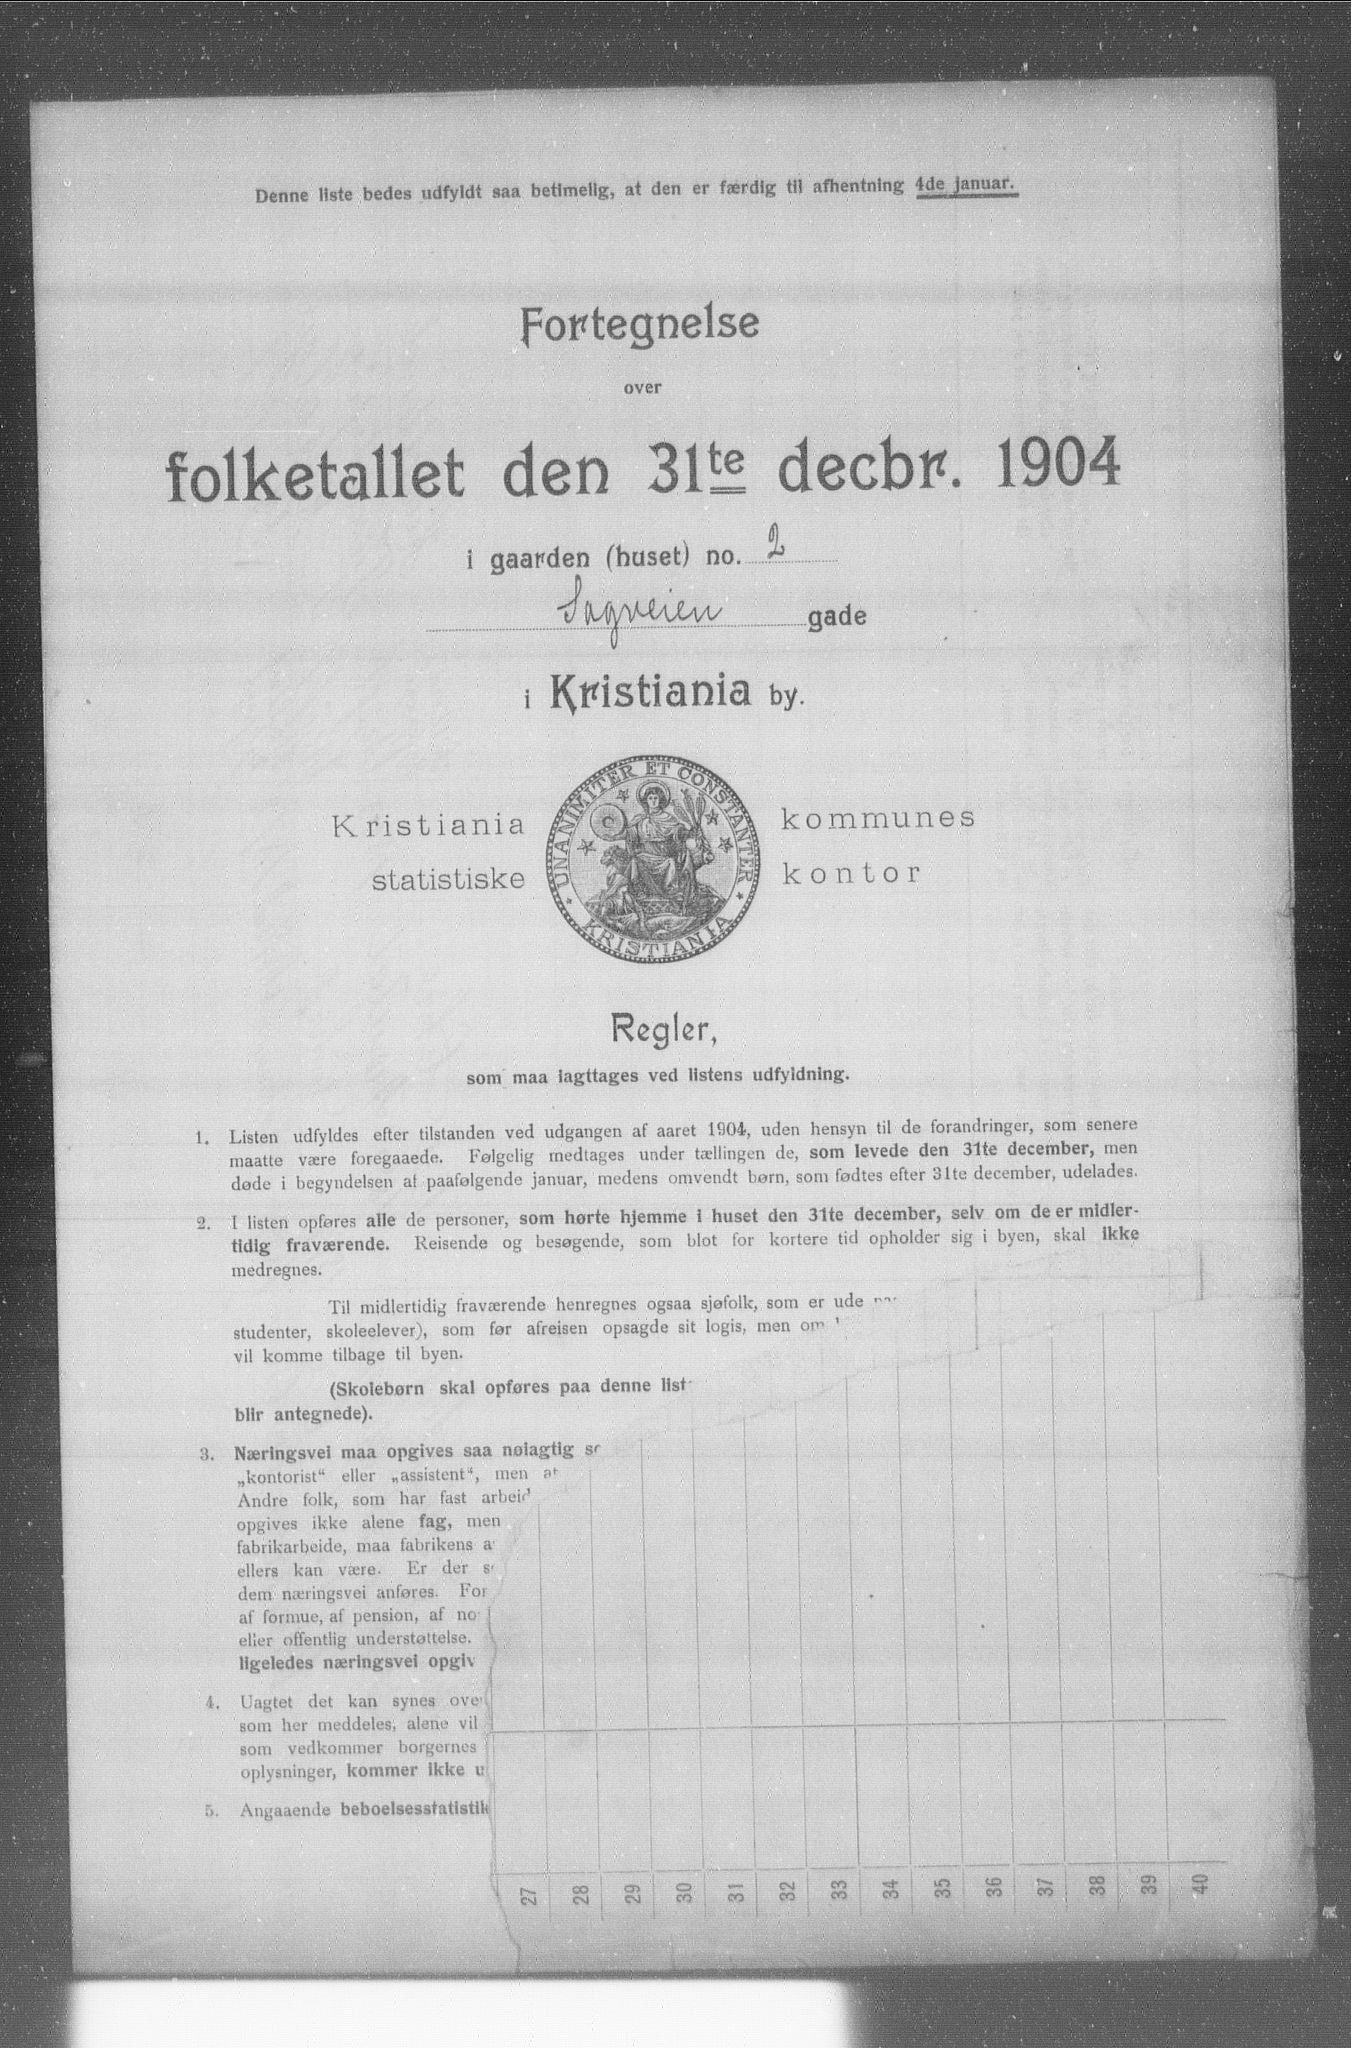 Denne liste bedes udfyldt saa betimelig, at den er færdig til afhentning 4de januar.
Fortegnelse
over
folketallet den 31te decbr. 1904
i gaarden (huset) no. 2
Sagveien gade
i Kristiania by.
Kristiania kommunes
statistiske kontor
UNANIMITER ET CONSTANTER
KRISTIANIA
Regler,
som maa iagttages ved listens udfyldning.
1. Listen udfyldes efter tilstanden ved udgangen af aaret 1904, uden hensyn til de forandringer, som senere
maatte være foregaaede. Følgelig medtages under tællingen de, som levede den 31te december, men
døde i begyndelsen af paafølgende januar, medens omvendt børn, som fødtes efter 31te december, udelades.
2. I listen opføres alle de personer, som hørte hjemme i huset den 31te december, selv om de er midler-
tidig fraværende. Reisende og besøgende, som blot for kortere tid opholder sig i byen, skal ikke
medregnes.
Til midlertidig fraværende henregnes ogsaa sjøfolk, som er ude
studenter, skoleelever), som før afreisen opsagde sit logis, men om
vil komme tilbage til byen.
(Skolebørn skal opføres paa denne list
blir antegnede).
3. Næringsvei maa opgives saa nøiagtig
„kontorist“ eller „assistent“, men
Andre folk, som har fast arbeid
opgives ikke alene fag, men
fabrikarbeide, maa fabrikens
ellers kan være. Er der
dem næringsvei anføres. For
af formue, af pension, af no
eller offentlig understøttelse.
ligeledes næringsvei opgiv
4. Uagtet det kan synes ove
som her meddeles, alene vil
som vedkommer borgernes
oplysninger, kommer ikke u
5. Angaaende beboelsesstatistik
27 28 29 30 31 32 33 34 35 36 37 38 39 40